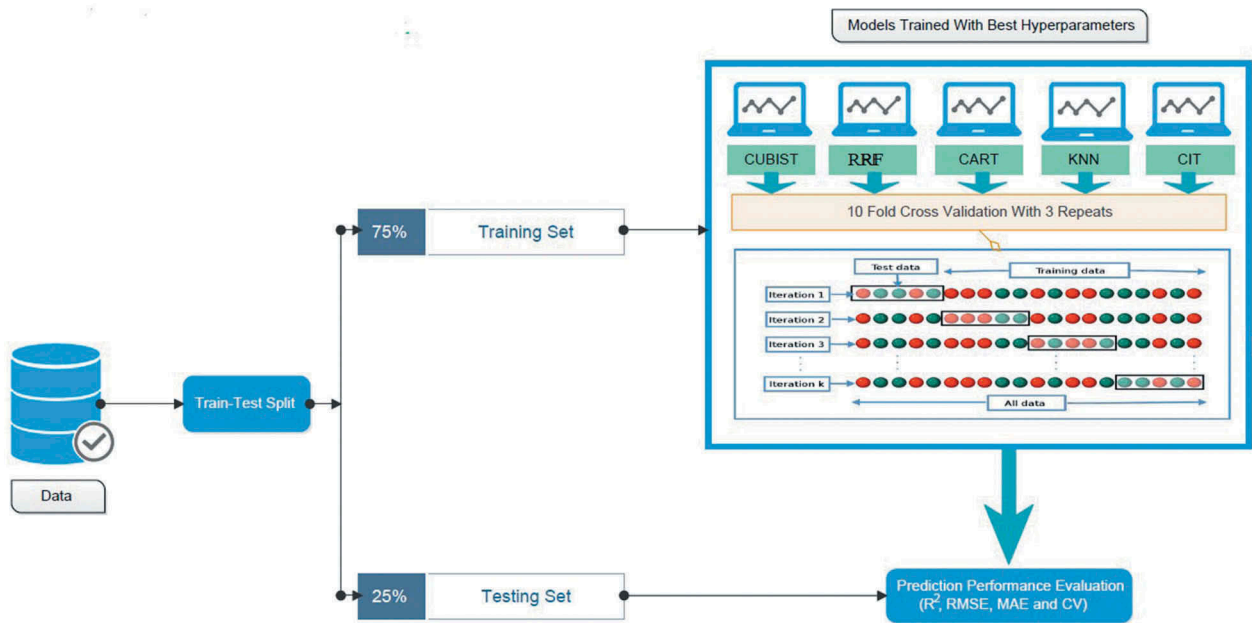 Models Trained With Best Hyperparameters
CUBIST
RRF
CART
KNN
CIT
10 Fold Cross Validation With 3 Repeats
Test data
Training data
Iteration 1
Iteration 2
Iteration 3
Iteration k
All data
75%
Training Set
Train-Test Split
Data
25%
Testing Set
Prediction Performance Evaluation
(R², RMSE, MAE and CV)